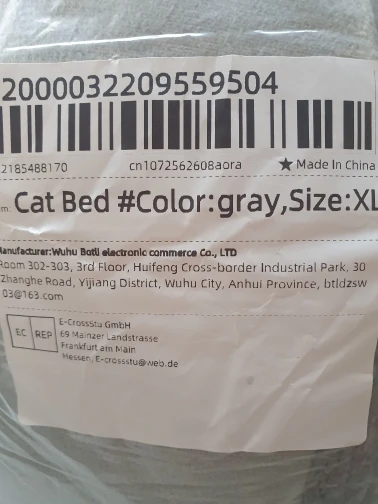 2000032209559504
2185488170 cn1072562608aora ★ Made In China
m: Cat Bed #Color:gray,Size:XL
Manufacturer:Wuhu Batli electronic commerce Co., LTD
Room 302-303, 3rd Floor, Huifeng Cross-border Industrial Park, 30
Zhanghe Road, Yijiang District, Wuhu City, Anhui Province, btldzsw
03@163.com
EC REP
E-CrossStu GmbH
69 Mainzer Landstrasse
Frankfurt am Main
Hessen, E-crossstu@web.de